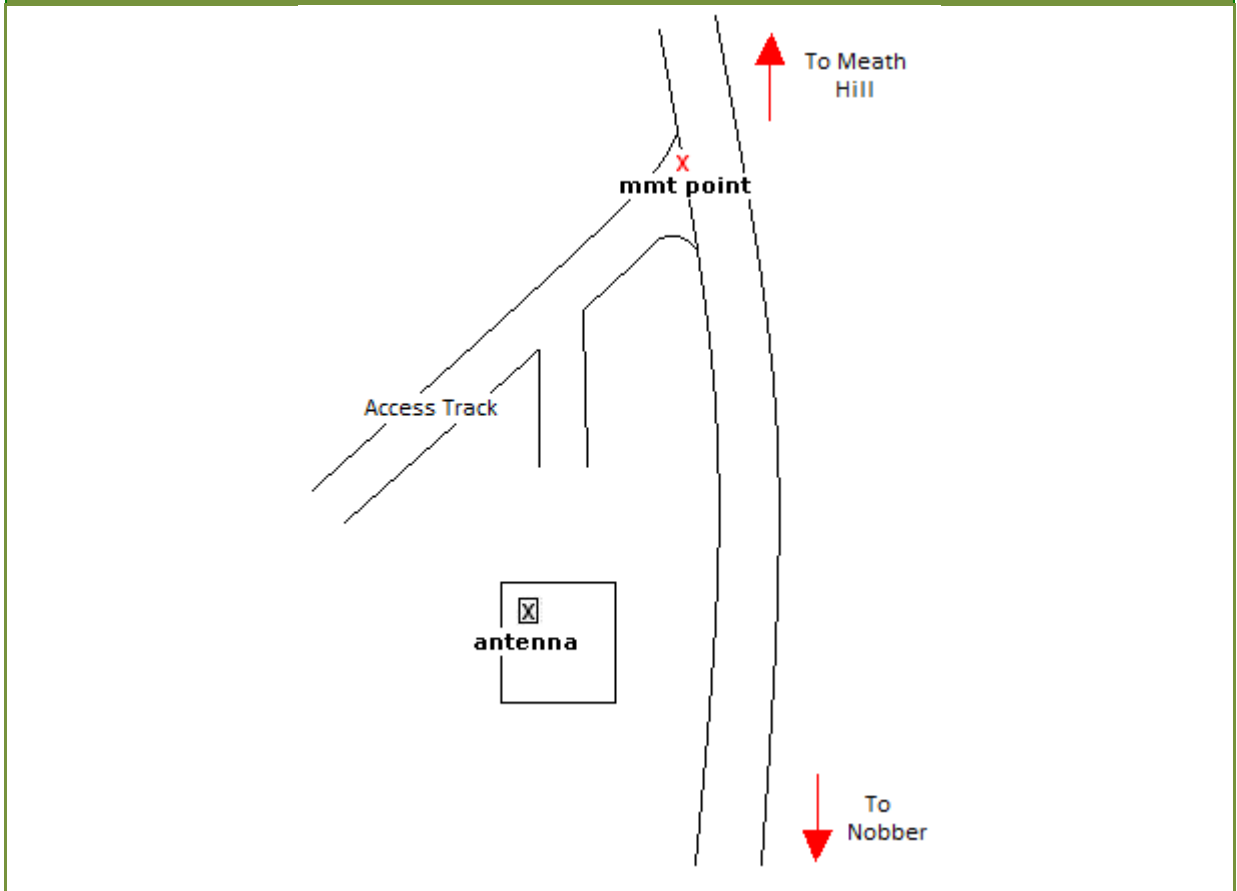 To Meath
Hill
X
mmt point
Access Track
X
antenna
To
Nobber